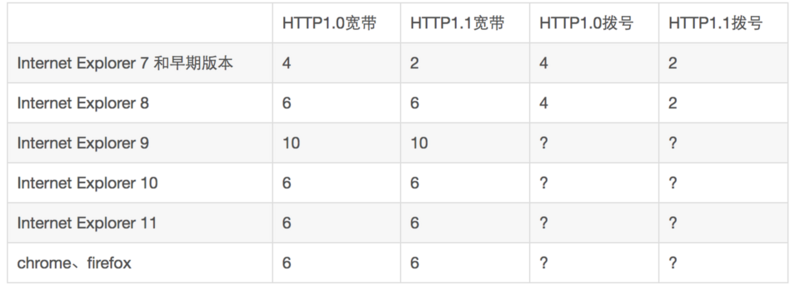 HTTP1.0宽带 HTTP1.1宽带 HTTP1.0拨号 HTTP1.1拨号
Internet Explorer 7 和早期版本 4 2 4 2
Internet Explorer 8 6 6 4 2
Internet Explorer 9 10 10 ? ?
Internet Explorer 10 6 6 ? ?
Internet Explorer 11 6 6 ? ?
chrome、firefox 6 6 ? ?